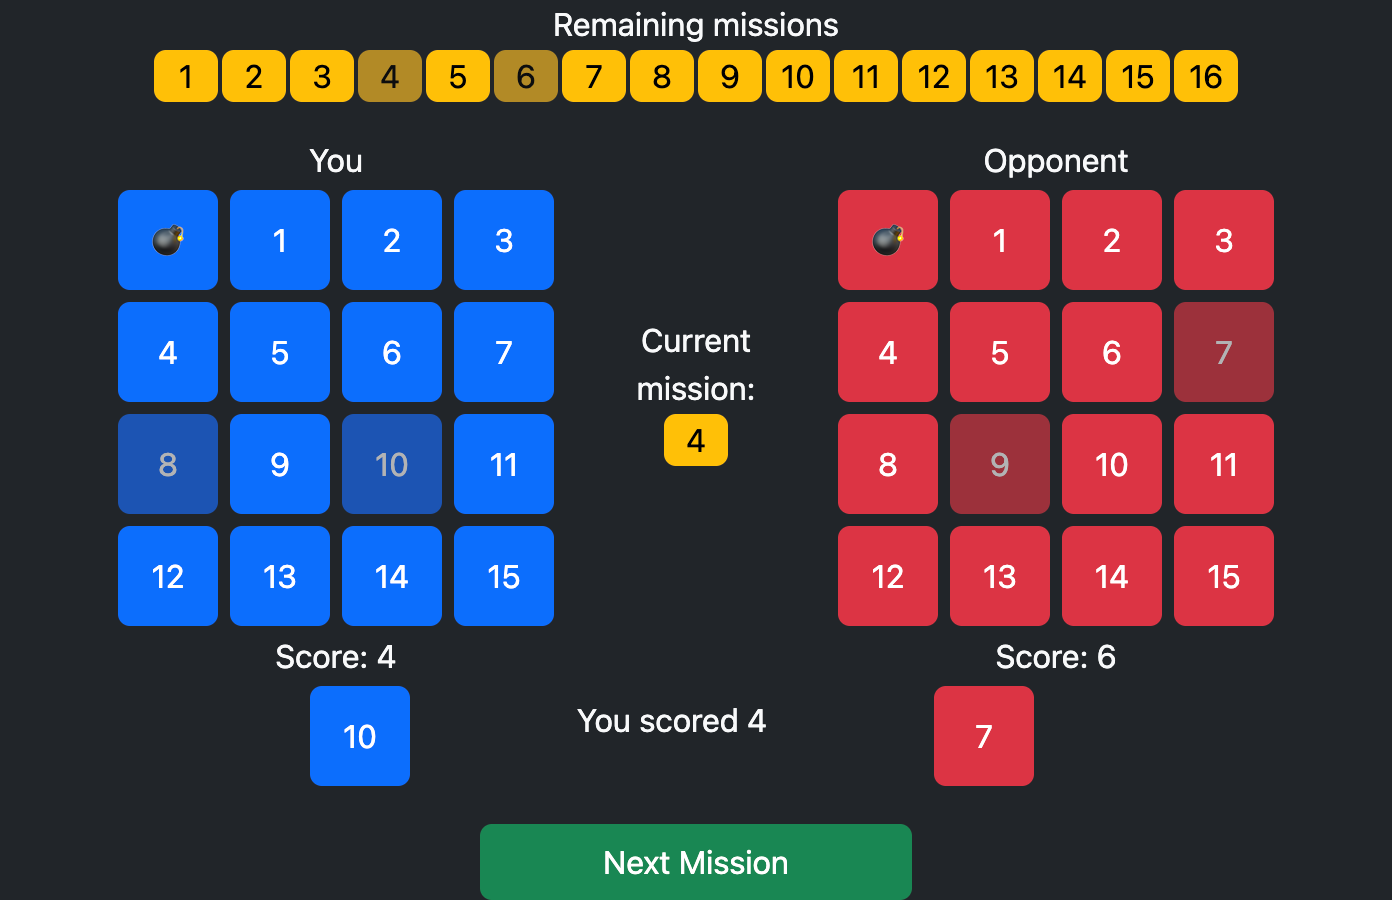 Remaining missions
1 2 3 4 5 6 7 8 9 10 11 12 13 14 15 16
You
1 2 3
4 5 6 7
8 9 10 11
12 13 14 15
Score: 4
10
Current
mission:
4
You scored 4
Opponent
1 2 3
4 5 6 7
8 9 10 11
12 13 14 15
Score: 6
7
Next Mission